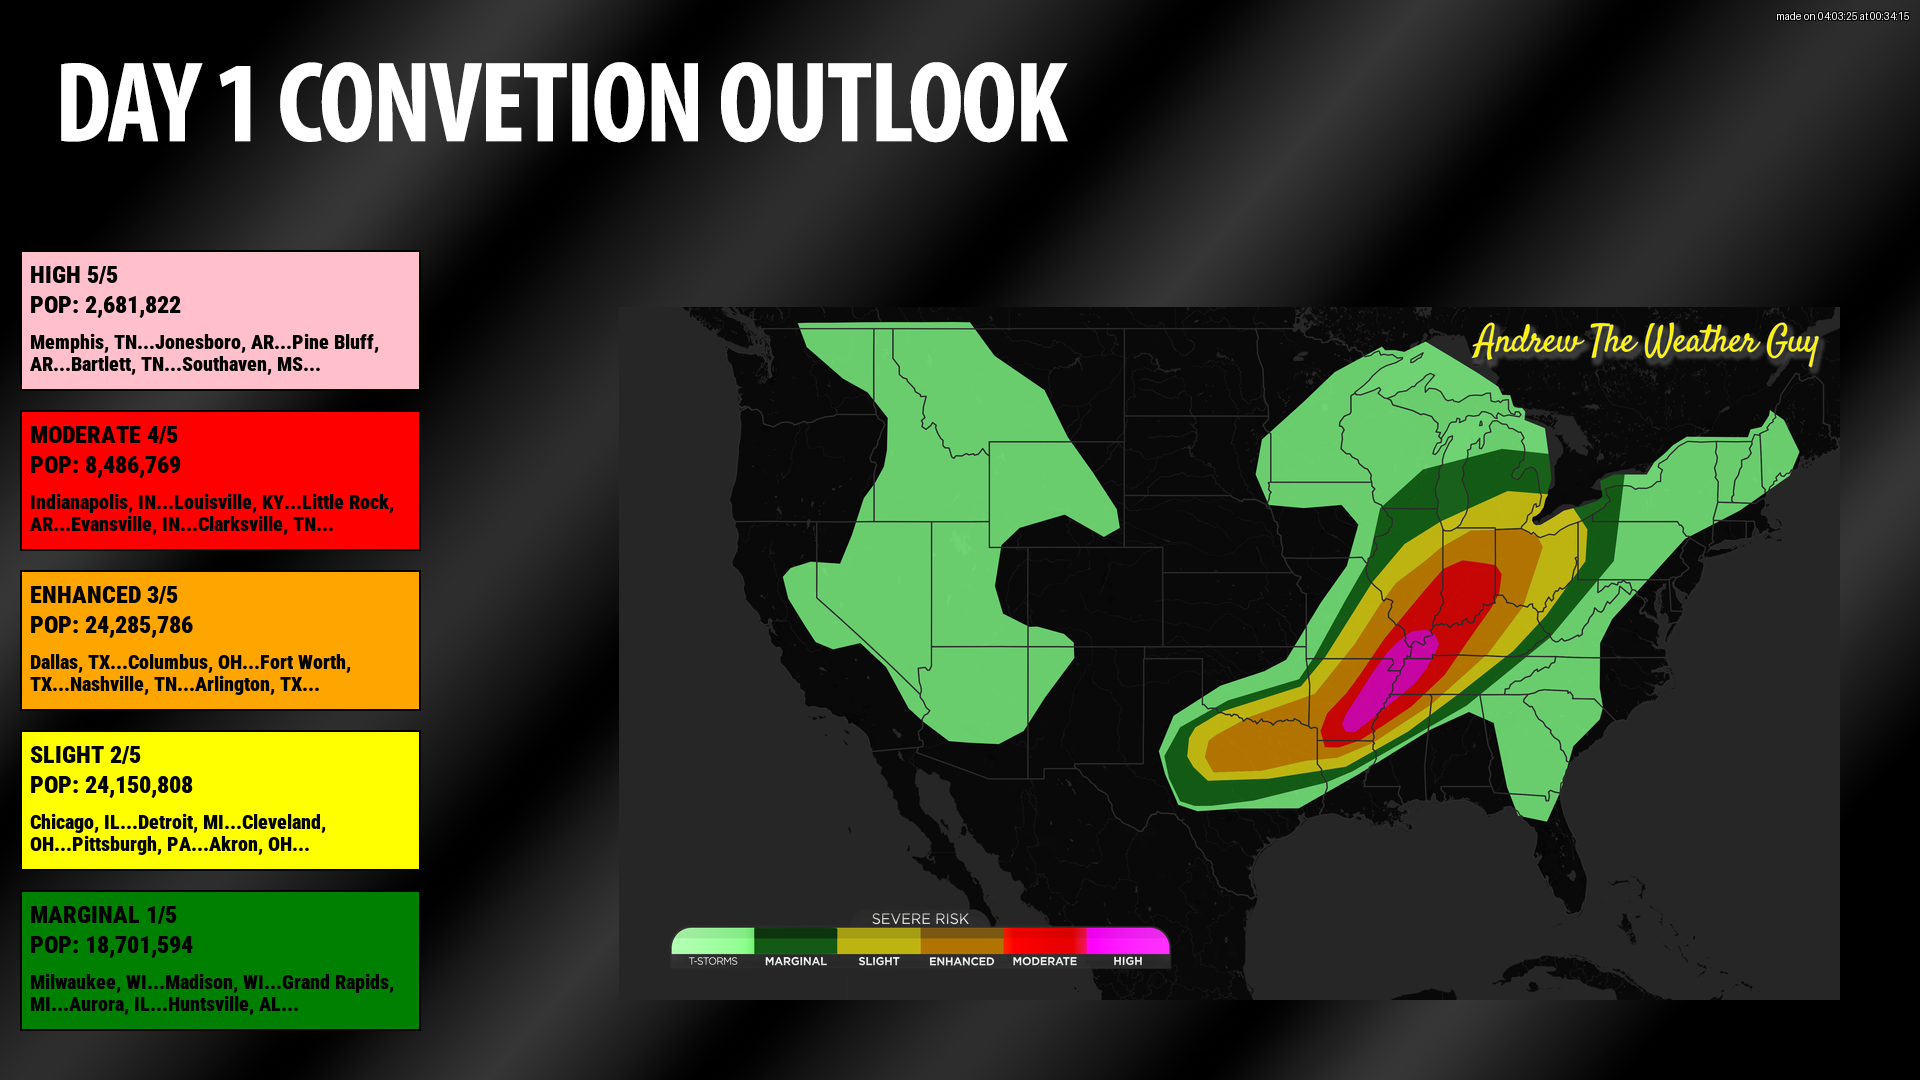 made on 04:03:25 at 00:34:15
DAY 1 CONVETION OUTLOOK
HIGH 5/5
POP: 2,681,822
Memphis, TN...Jonesboro, AR...Pine Bluff,
AR...Bartlett, TN...Southaven, MS...
MODERATE 4/5
POP: 8,486,769
Indianapolis, IN...Louisville, KY...Little Rock,
AR...Evansville, IN...Clarksville, TN...
ENHANCED 3/5
POP: 24,285,786
Dallas, TX...Columbus, OH...Fort Worth,
TX...Nashville, TN...Arlington, TX...
SLIGHT 2/5
POP: 24,150,808
Chicago, IL...Detroit, MI...Cleveland,
OH...Pittsburgh, PA...Akron, OH...
MARGINAL 1/5
POP: 18,701,594
Milwaukee, WI...Madison, WI...Grand Rapids,
MI...Aurora, IL...Huntsville, AL...
Andrew The Weather Guy
SEVERE RISK
T-STORMS MARGINAL SLIGHT ENHANCED MODERATE HIGH